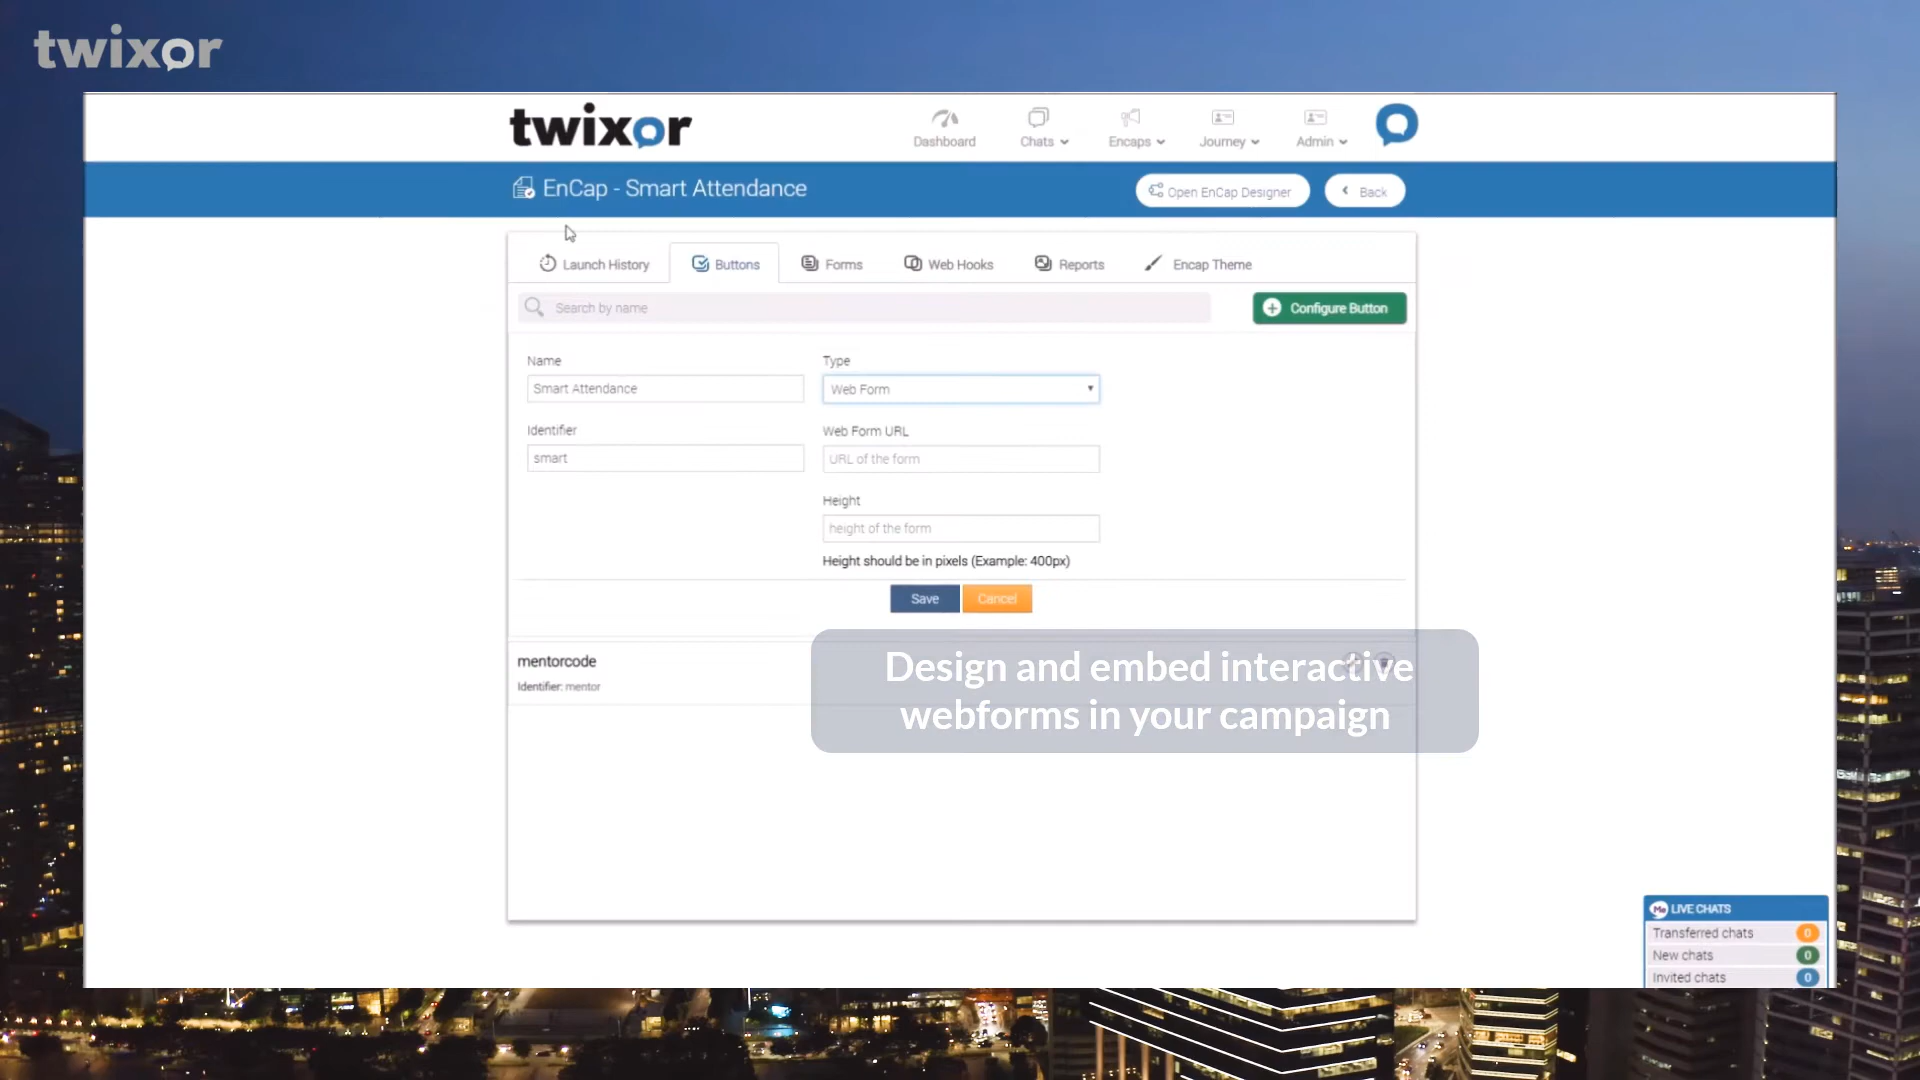 twixor
twixor
Dashboard
Chats
Encaps
Journey
Admin
EnCap - Smart Attendance
Open EnCap Designer
Back
Launch History
Buttons
Forms
Web Hooks
Reports
Encap Theme
Search by name
Configure Button
Name
Type
Smart Attendance
Web Form
Identifier
Web Form URL
smart
URL of the form
Height
height of the form
Height should be in pixels (Example: 400px)
Save
Cancel
mentorcode
Identifier: mentor
Design and embed interactive
webforms in your campaign
Me LIVE CHATS
Transferred chats 0
New chats 0
Invited chats 0